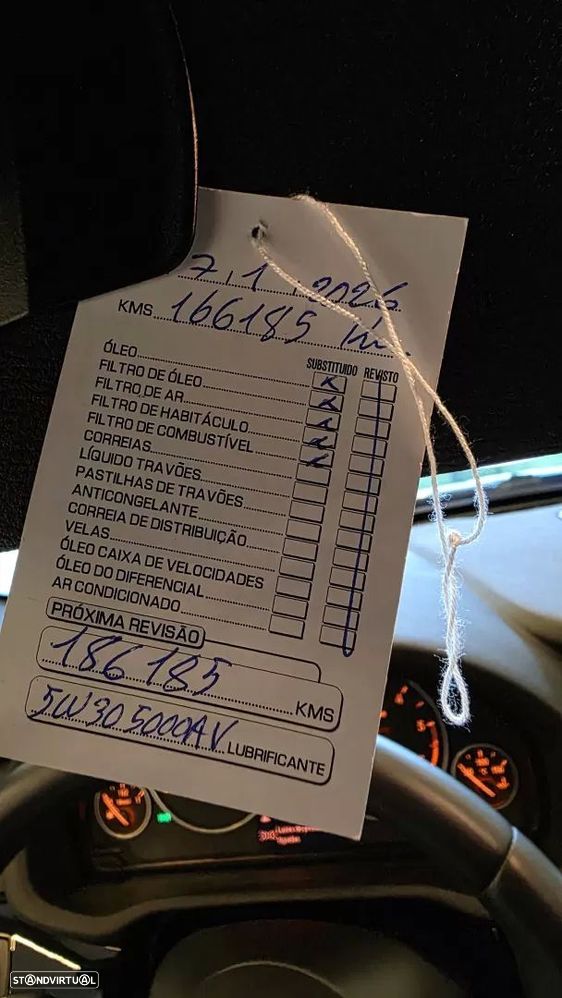 7.1.2026
KMS 166185 Km
SUBSTITUIDO REVISTO
ÓLEO
FILTRO DE ÓLEO
FILTRO DE AR
FILTRO DE HABITÁCULO
FILTRO DE COMBUSTÍVEL
CORREIAS
LÍQUIDO TRAVÕES
PASTILHAS DE TRAVÕES
ANTICONGELANTE
CORREIA DE DISTRIBUIÇÃO
VELAS
ÓLEO CAIXA DE VELOCIDADES
ÓLEO DO DIFERENCIAL
AR CONDICIONADO
PRÓXIMA REVISÃO
186185 KMS
5W30 5000AV LUBRIFICANTE
STANDVIRTUAL